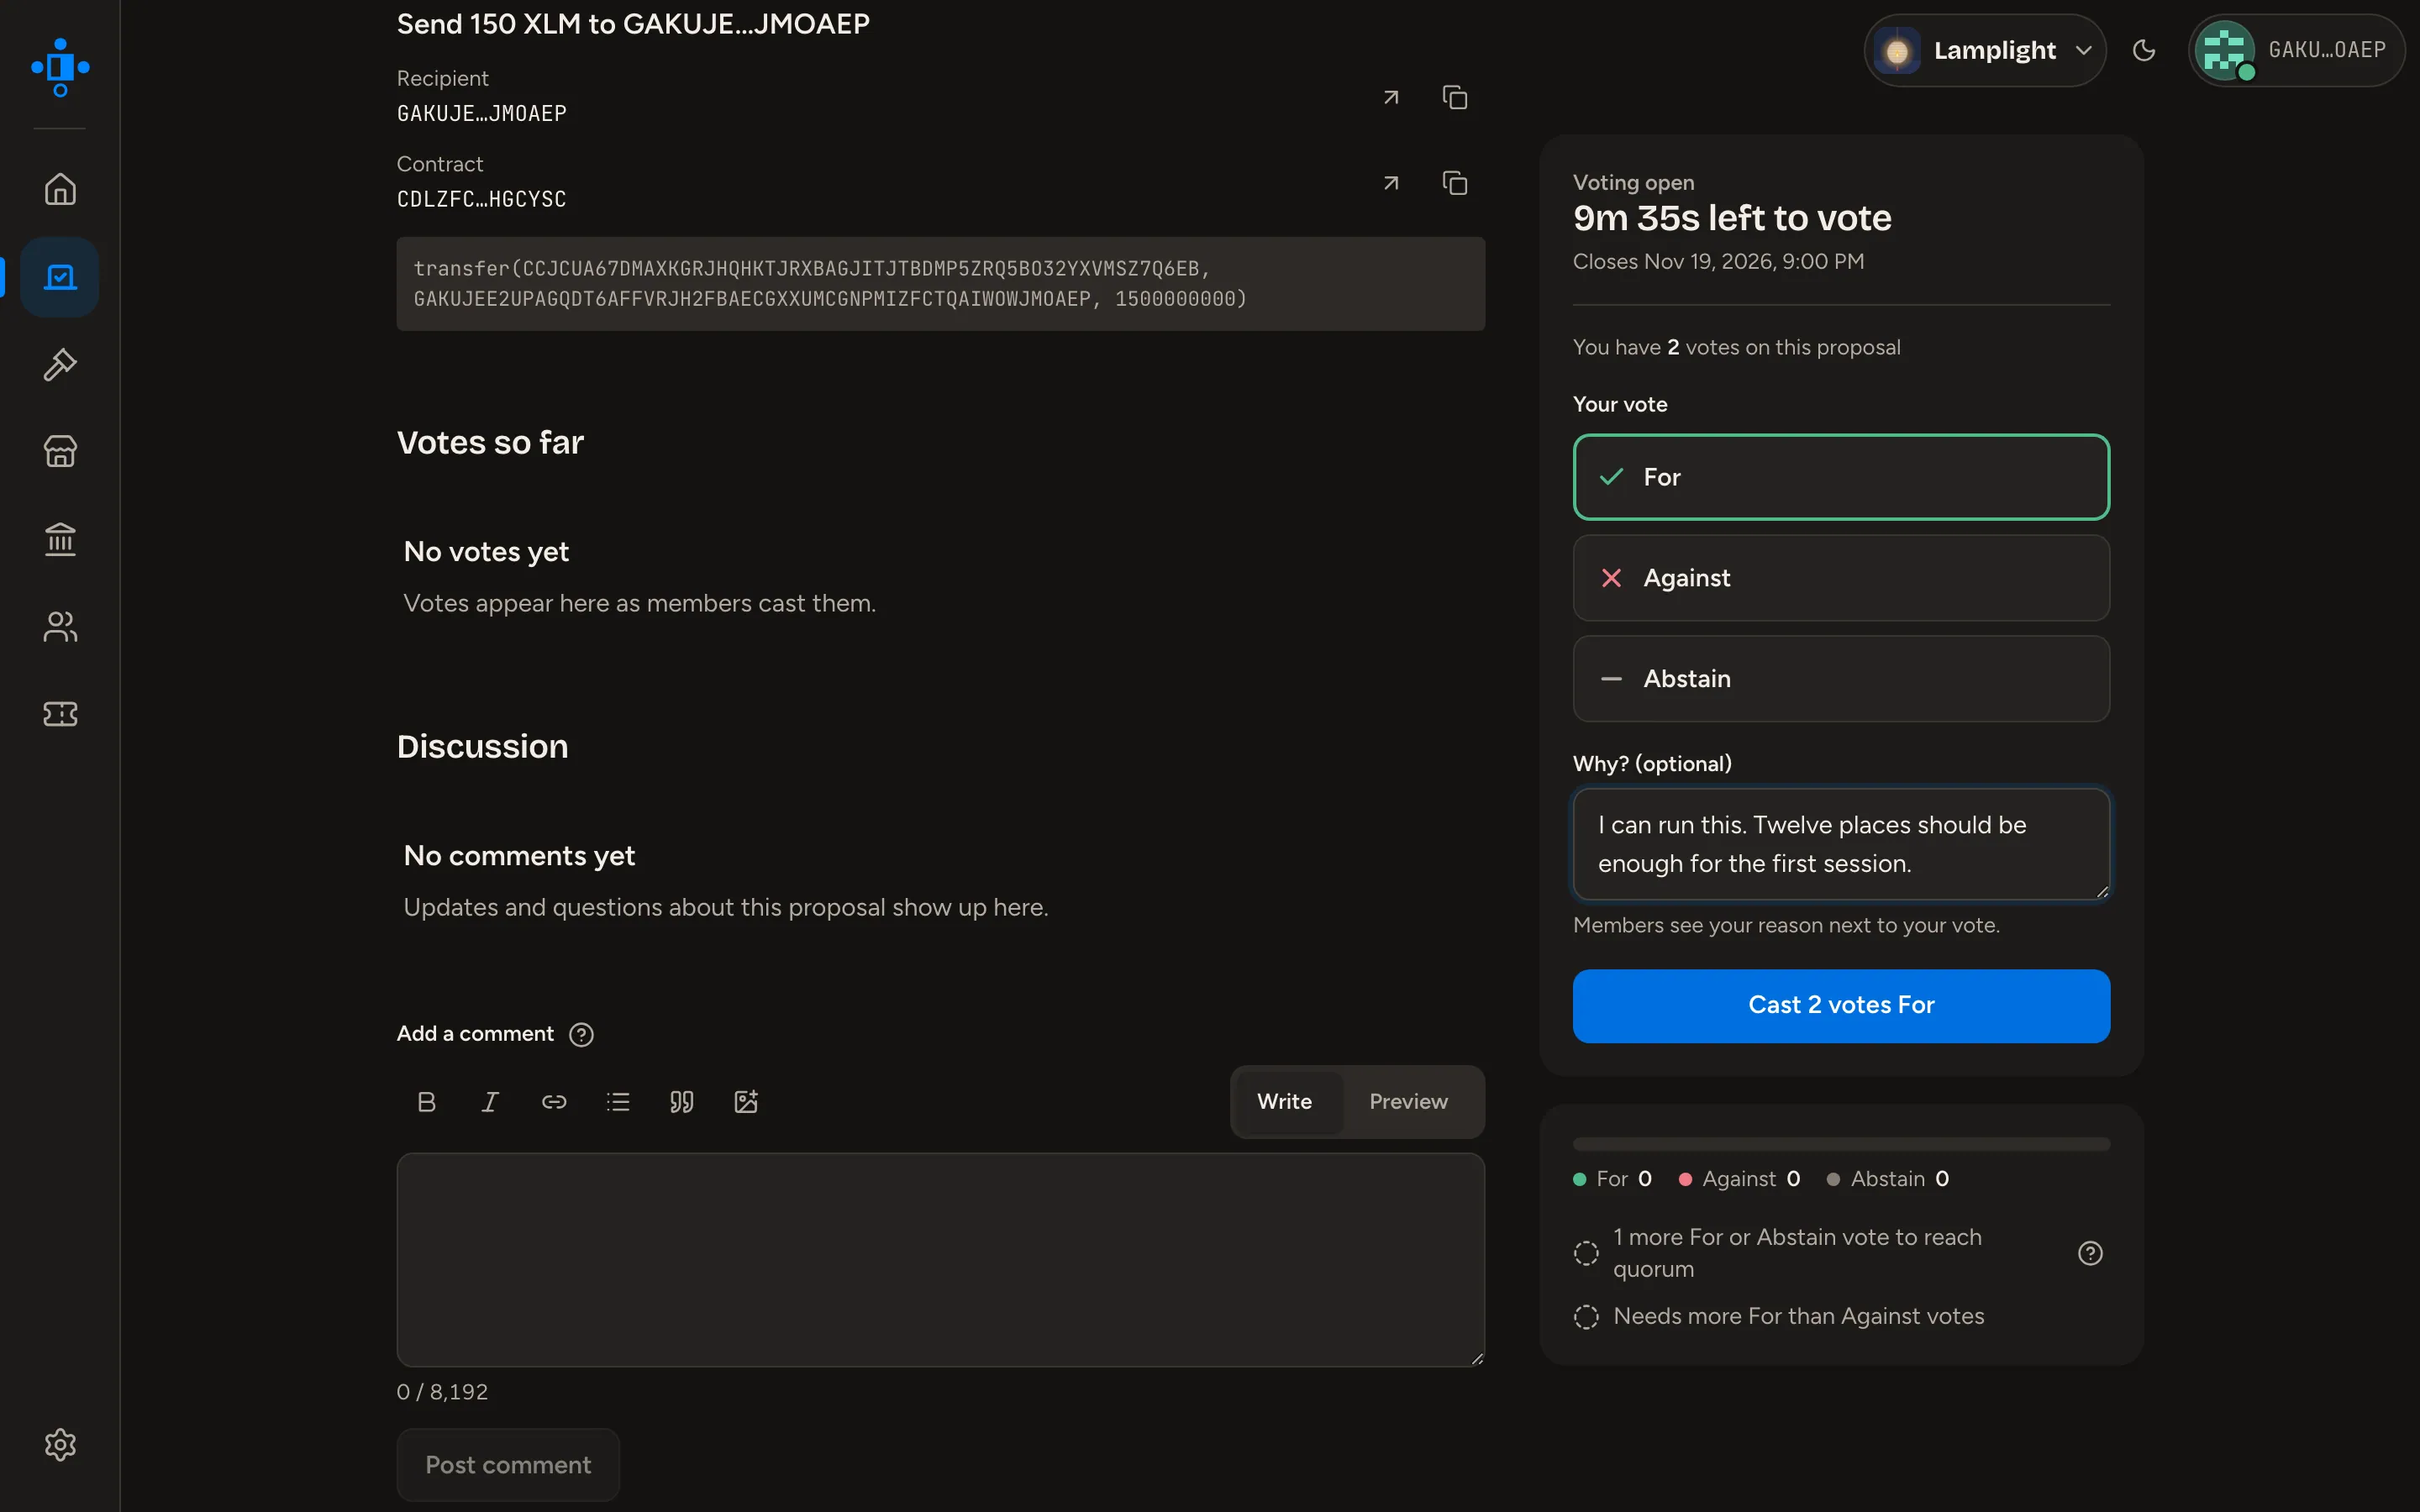 Send 150 XLM to GAKUJE...JMOAEP
Recipient
GAKUJE…JMOAEP
Contract
CDLZFC…HGCYSC
transfer(CCJCUA67DMAXKGRJHQHKTJRXBAGJITJTBDMP5ZRQ5BO32YXVMSZ7Q6EB,
GAKUJEE2UPAGQDT6AFFVRJH2FBAECGXXUMCGNPMIZFCTQAIWOWJMOAEP, 1500000000)
Votes so far
No votes yet
Votes appear here as members cast them.
Discussion
No comments yet
Updates and questions about this proposal show up here.
Add a comment
Write
Preview
0 / 8,192
Post comment
Lamplight
GAKU…OAEP
Voting open
9m 35s left to vote
Closes Nov 19, 2026, 9:00 PM
You have 2 votes on this proposal
Your vote
For
Against
Abstain
Why? (optional)
I can run this. Twelve places should be
enough for the first session.
Members see your reason next to your vote.
Cast 2 votes For
For 0 Against 0 Abstain 0
1 more For or Abstain vote to reach
quorum
Needs more For than Against votes